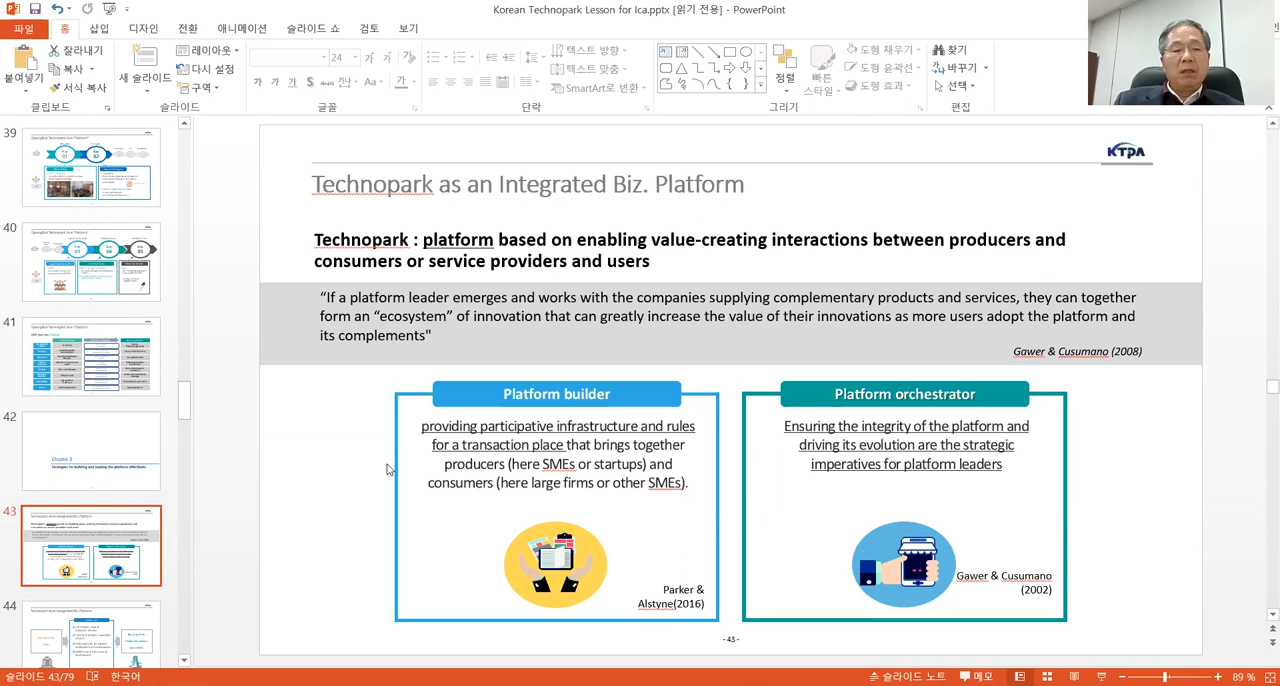 Korean Technopark Lesson for Ica.pptx [읽기 전용] - PowerPoint
파일
홈
삽입
디자인
전환
애니메이션
슬라이드 쇼
검토
보기
붙여넣기
잘라내기
복사
서식 복사
클립보드
새 슬라이드
레이아웃
다시 설정
구역
슬라이드
24
가
가
가
가
가
S
Aa
가
글꼴
텍스트 방향
텍스트 맞춤
SmartArt로 변환
단락
정렬
빠른 스타일
도형 채우기
도형 윤곽선
도형 효과
그리기
찾기
바꾸기
선택
편집
39
40
41
42
Chapter 3
Strategies for building and leading the platform effectively
43
44
KTPA
Technopark as an Integrated Biz. Platform
Technopark : platform based on enabling value-creating interactions between producers and
consumers or service providers and users
“If a platform leader emerges and works with the companies supplying complementary products and services, they can together
form an “ecosystem” of innovation that can greatly increase the value of their innovations as more users adopt the platform and
its complements"
Gawer & Cusumano (2008)
Platform builder
providing participative infrastructure and rules
for a transaction place that brings together
producers (here SMEs or startups) and
consumers (here large firms or other SMEs).
Parker &
Alstyne(2016)
Platform orchestrator
Ensuring the integrity of the platform and
driving its evolution are the strategic
imperatives for platform leaders
Gawer & Cusumano
(2002)
- 43 -
슬라이드 43/79
한국어
슬라이드 노트
메모
89 %